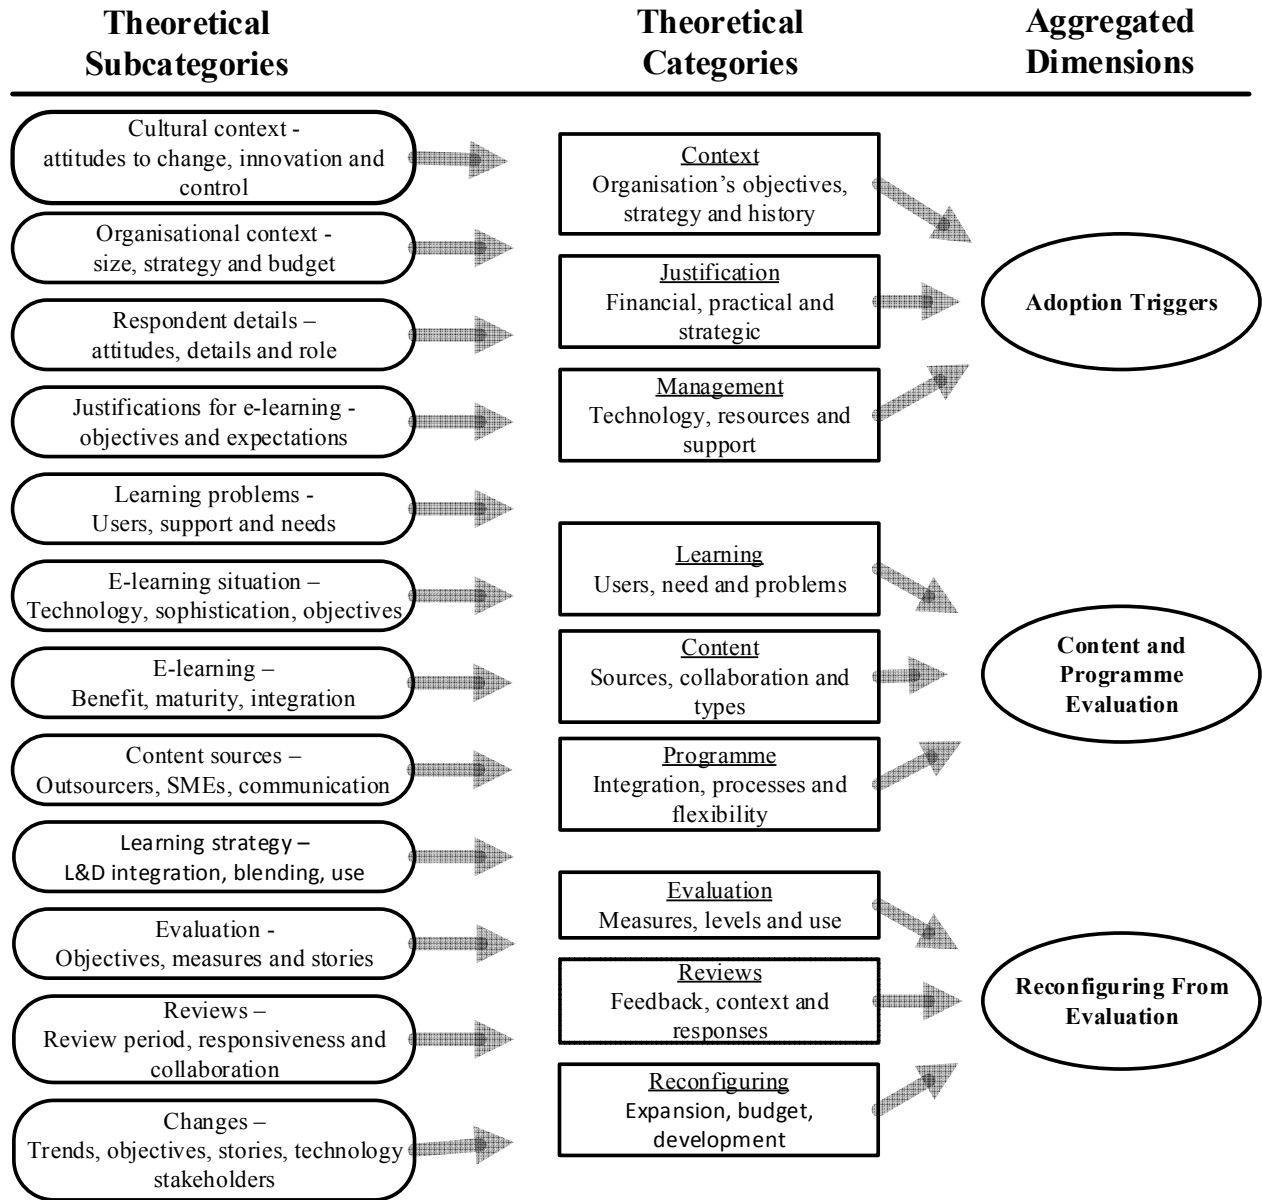 Theoretical
Subcategories
Theoretical
Categories
Aggregated
Dimensions
Cultural context -
attitudes to change, innovation and
control
Organisational context -
size, strategy and budget
Respondent details –
attitudes, details and role
Justifications for e-learning -
objectives and expectations
Learning problems -
Users, support and needs
E-learning situation –
Technology, sophistication, objectives
E-learning –
Benefit, maturity, integration
Content sources –
Outsourcers, SMEs, communication
Learning strategy –
L&D integration, blending, use
Evaluation -
Objectives, measures and stories
Reviews –
Review period, responsiveness and
collaboration
Changes –
Trends, objectives, stories, technology
stakeholders
Context
Organisation’s objectives,
strategy and history
Justification
Financial, practical and
strategic
Management
Technology, resources and
support
Learning
Users, need and problems
Content
Sources, collaboration and
types
Programme
Integration, processes and
flexibility
Evaluation
Measures, levels and use
Reviews
Feedback, context and
responses
Reconfiguring
Expansion, budget,
development
Adoption Triggers
Content and
Programme
Evaluation
Reconfiguring From
Evaluation